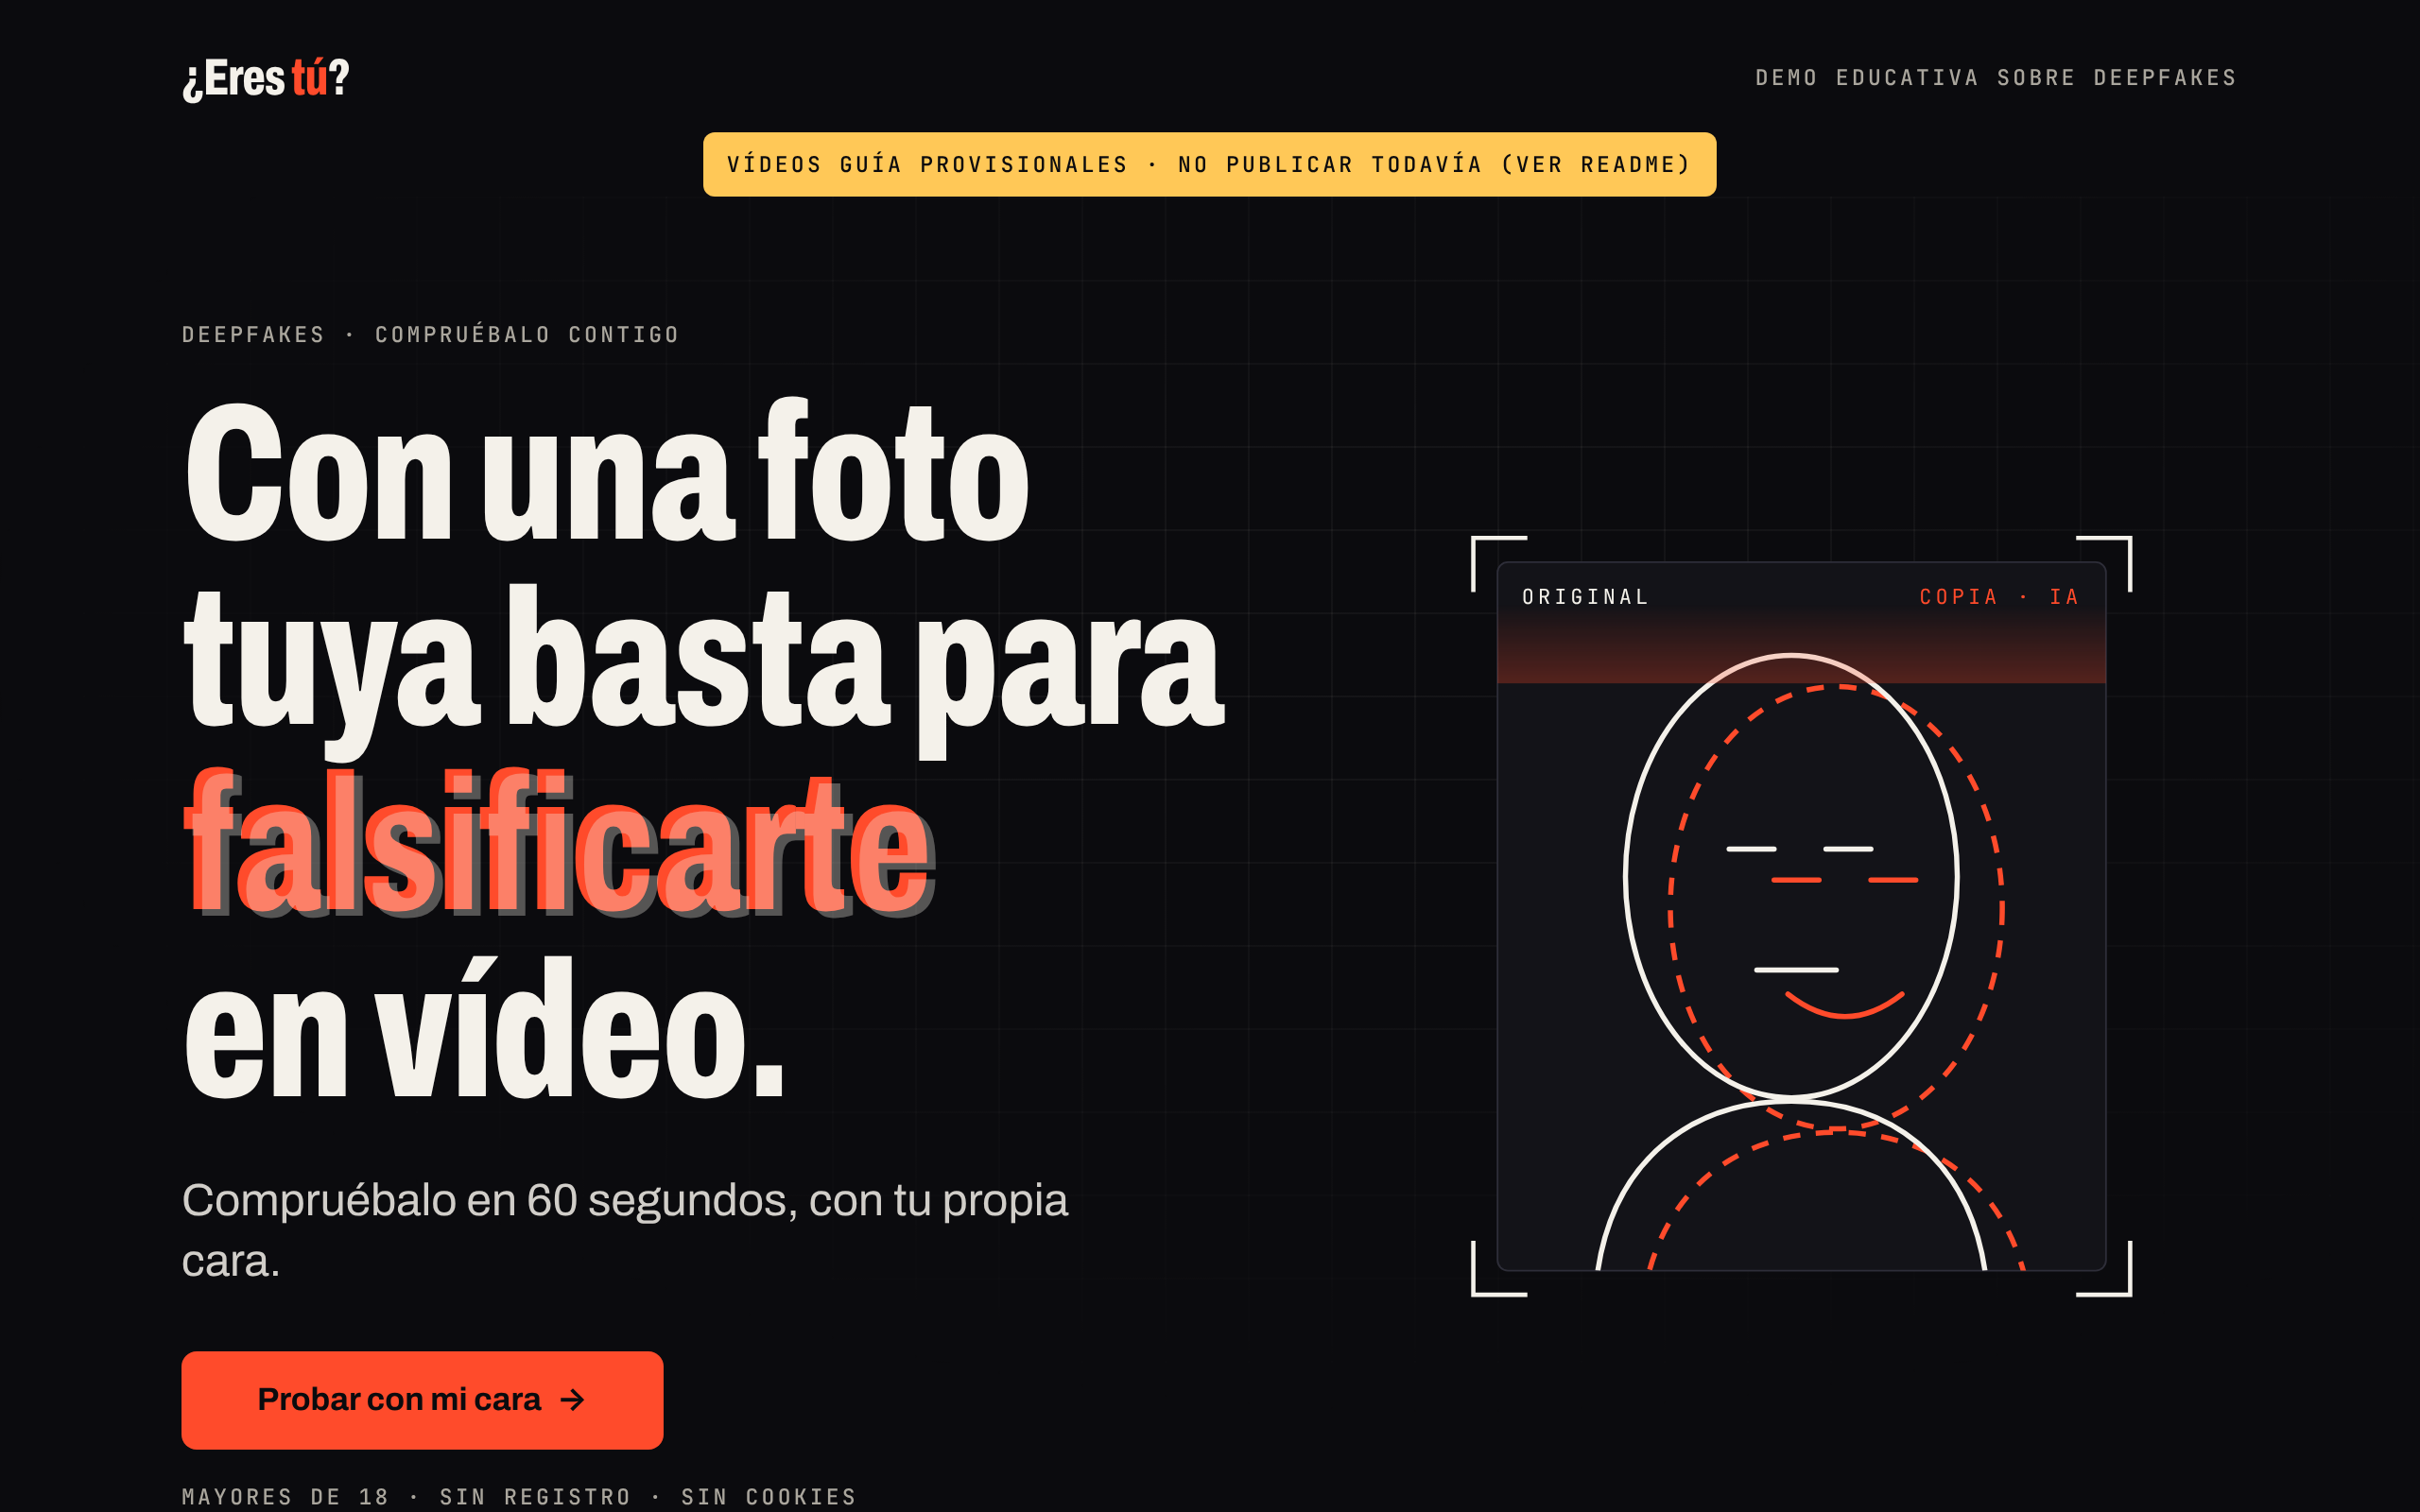 ¿Eres tú?
DEMO EDUCATIVA SOBRE DEEPFAKES
VÍDEOS GUÍA PROVISIONALES · NO PUBLICAR TODAVÍA (VER README)
DEEPFAKES · COMPRUÉBALO CONTIGO
Con una foto
tuya basta para
falsificarte
en vídeo.
Compruébalo en 60 segundos, con tu propia
cara.
Probar con mi cara →
MAYORES DE 18 · SIN REGISTRO · SIN COOKIES
ORIGINAL
COPIA · IA